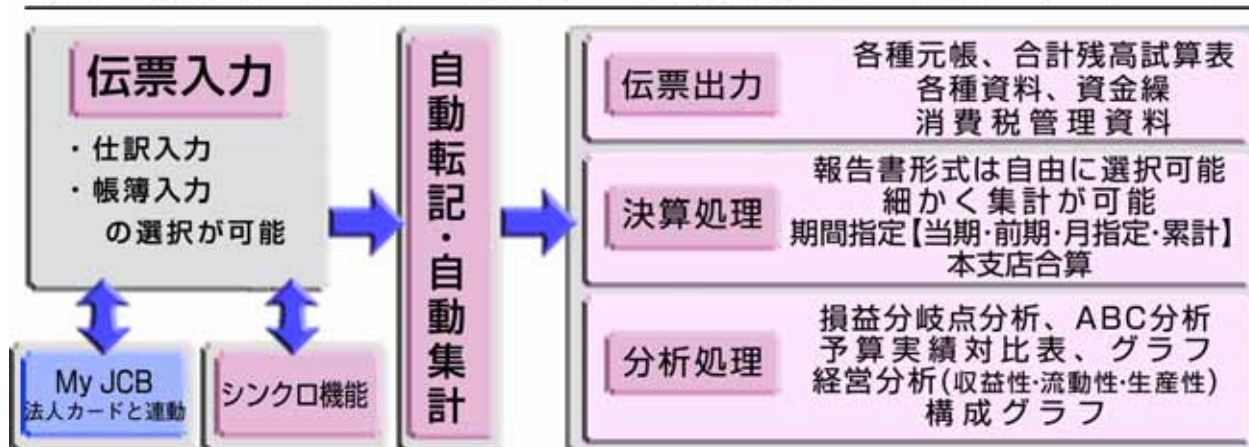 伝票入力
・仕訳入力
・帳簿入力
の選択が可能
My JCB
法人カードと連動
シンクロ機能
自動転記・自動集計
伝票出力
各種元帳、合計残高試算表
各種資料、資金繰
消費税管理資料
決算処理
報告書形式は自由に選択可能
細かく集計が可能
期間指定【当期・前期・月指定・累計】
本支店合算
分析処理
損益分岐点分析、ABC分析
予算実績対比表、グラフ
経営分析(収益性・流動性・生産性)
構成グラフ